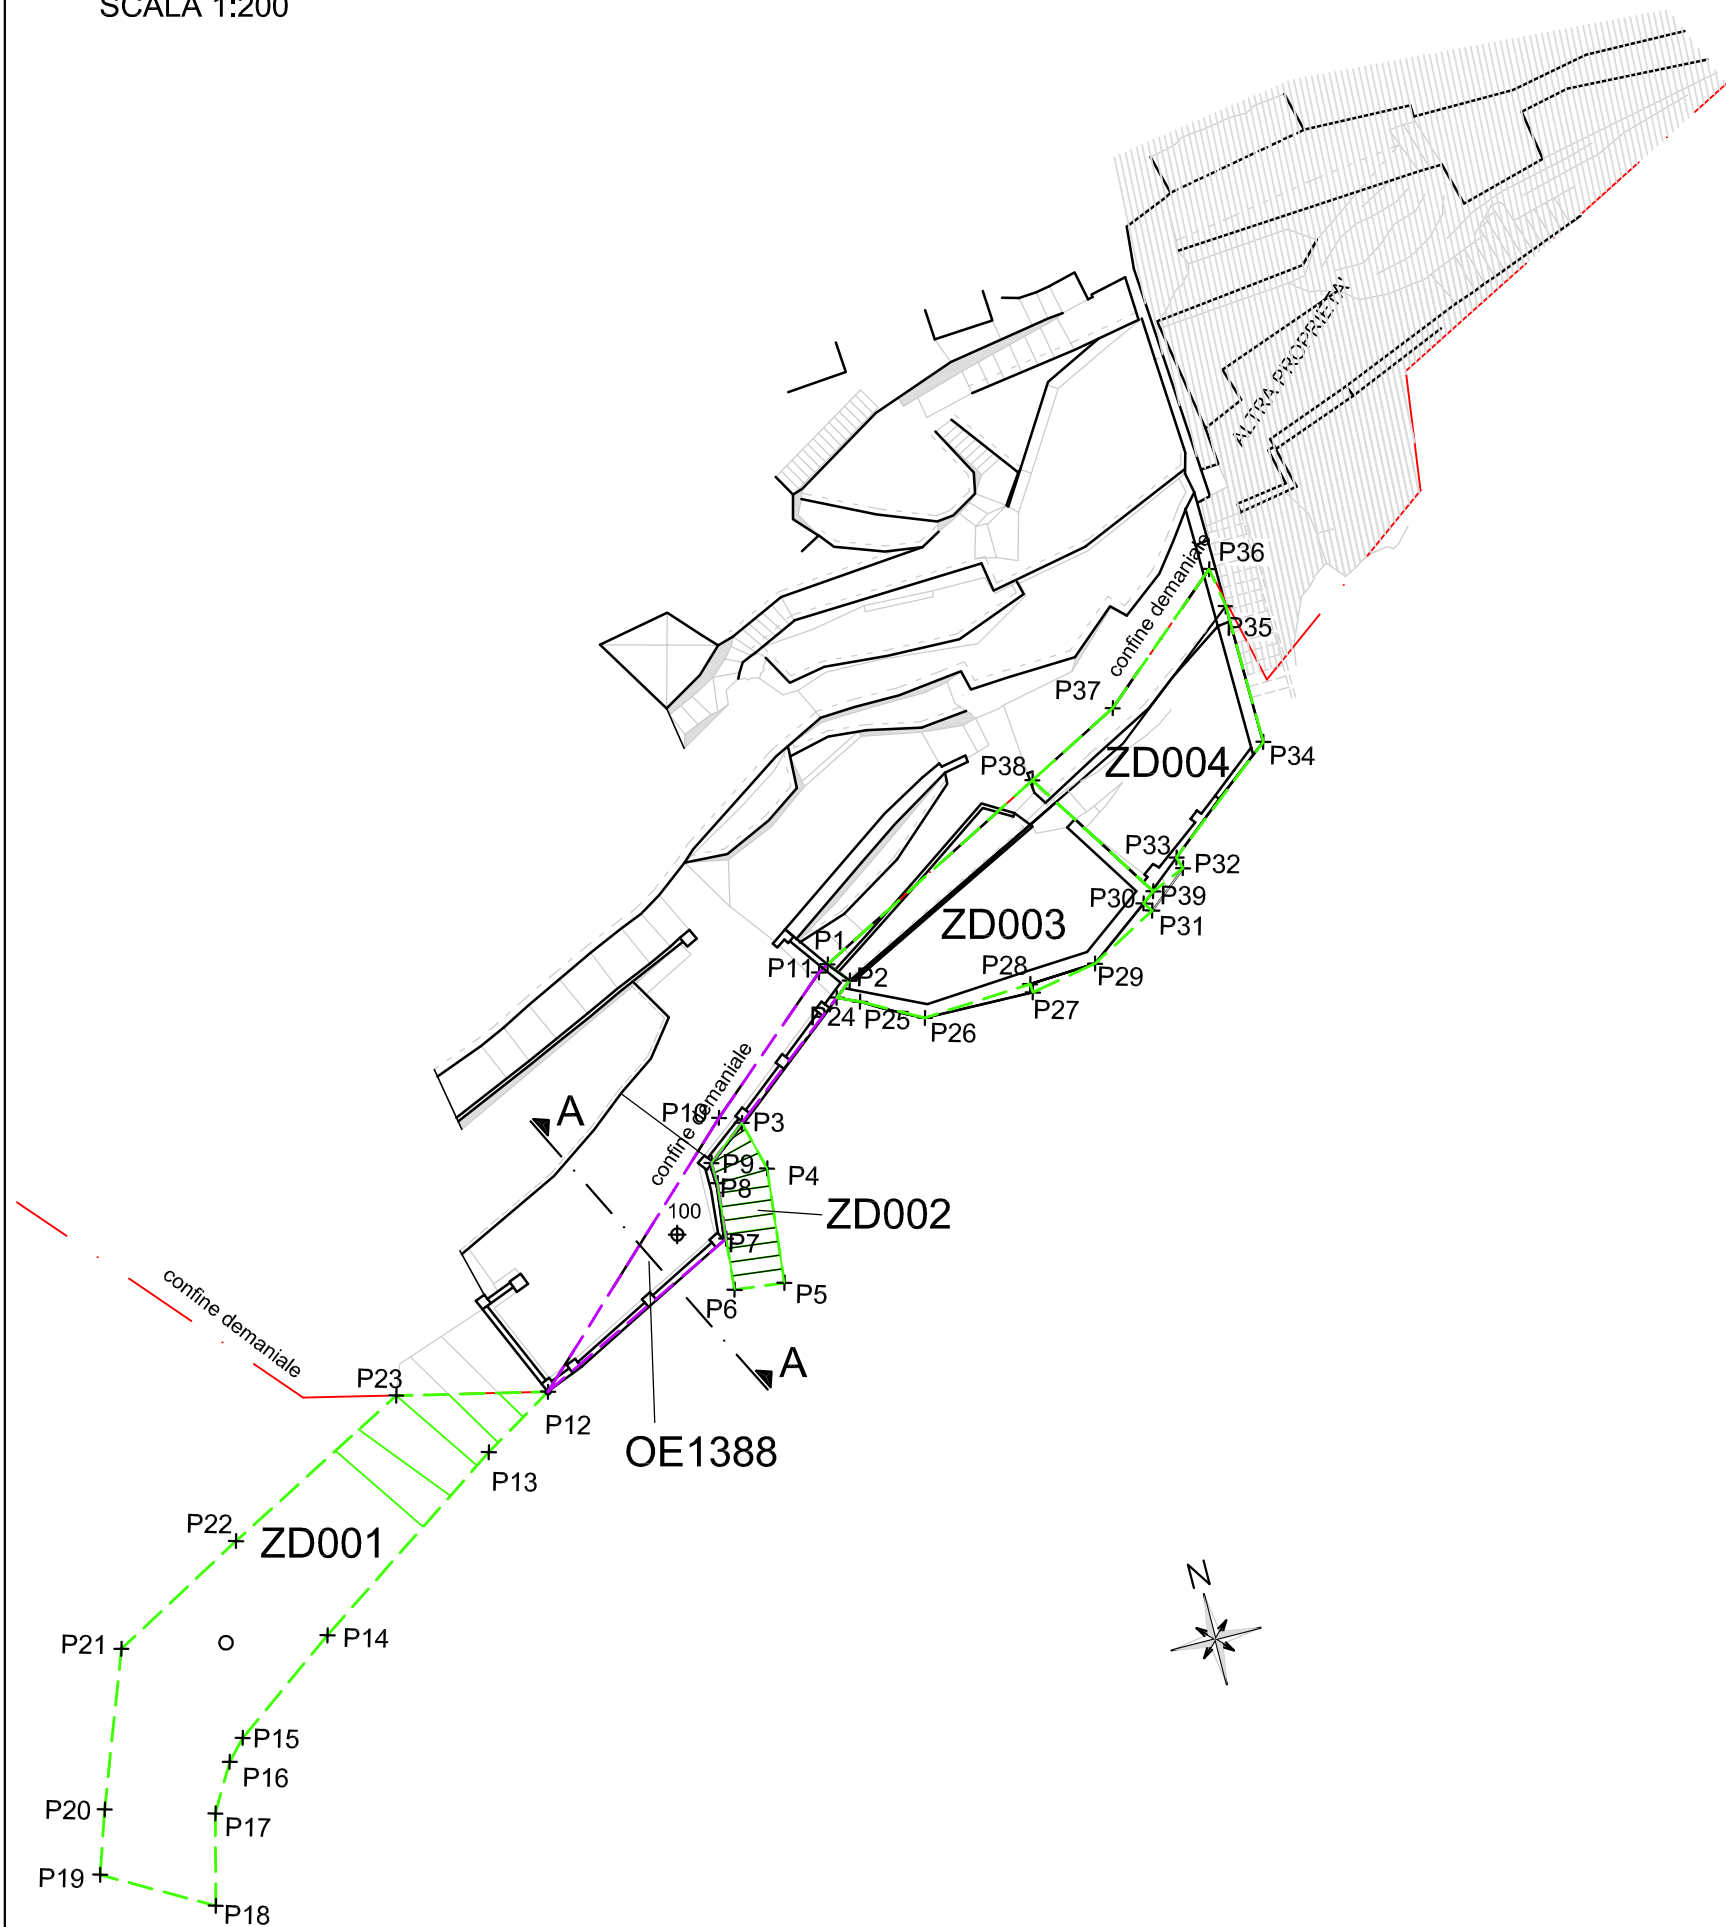 SCALA 1:200
ALTRA PROPRIETA'
P36
confine demaniale
P35
P37
P34
ZD004
P38
P33
P32
P30
P39
P31
ZD003
P1
P11
P2
P28
P29
P24
P25
P27
P26
confine demaniale
A
P10
P3
P9
P4
P8
100
ZD002
P7
P5
P6
confine demaniale
A
P23
P12
OE1388
P13
P22
ZD001
N
P21
P14
P15
P16
P20
P17
P19
P18